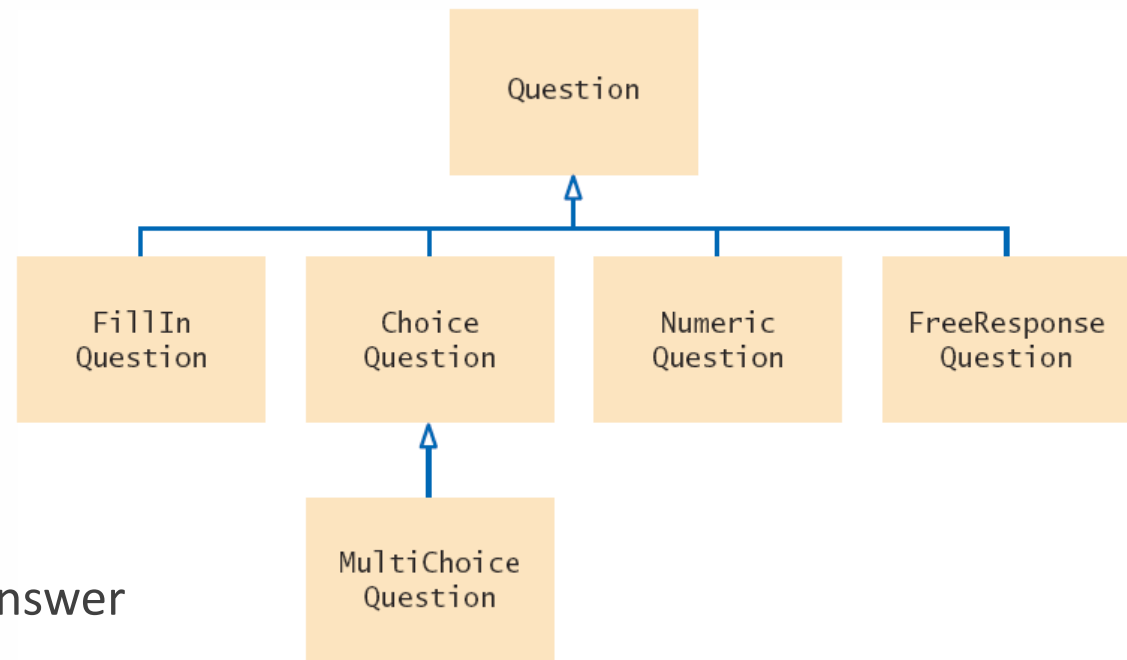 Question
FillIn
Question
Choice
Question
Numeric
Question
FreeResponse
Question
MultiChoice
Question
nswer